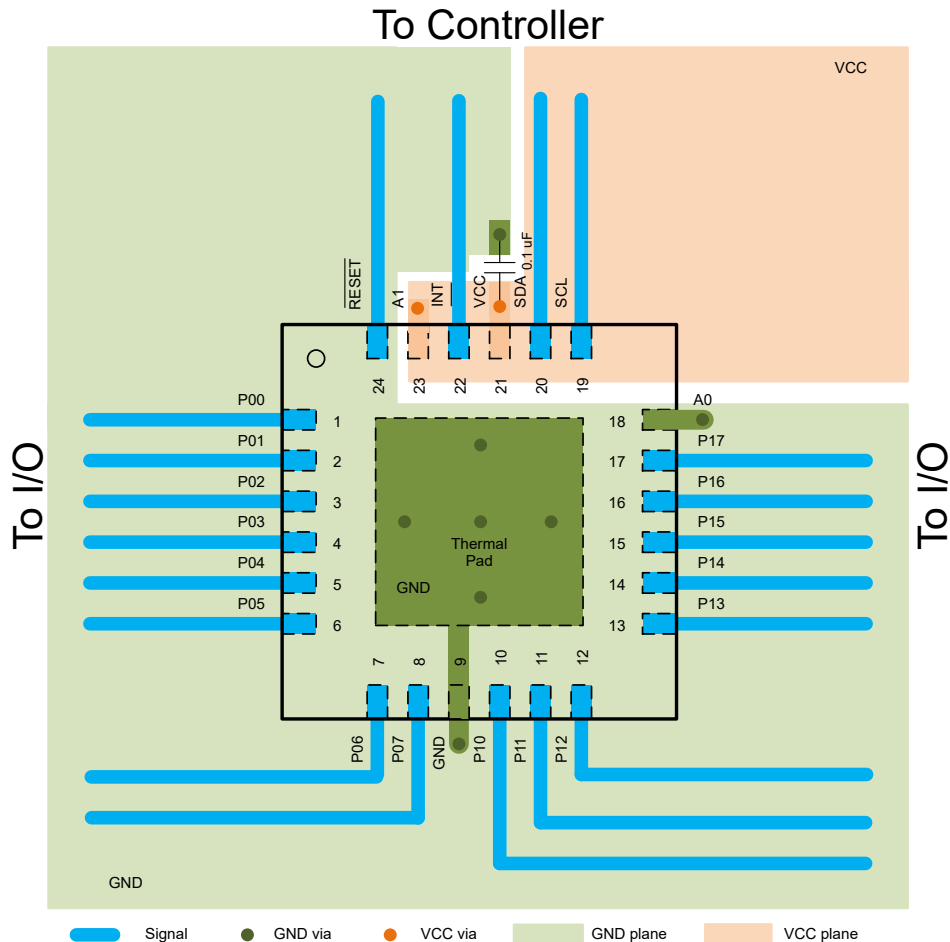 To Controller
VCC
RESET
A1
INT
VCC
0.1 uF
SDA
SCL
24
23
22
21
20
19
P00
1
P01
2
P02
3
P03
4
P04
5
P05
6
To I/O
18
A0
17
P17
16
P16
15
P15
14
P14
13
P13
To I/O
Thermal
Pad
GND
7
8
9
10
11
12
P06
P07
GND
P10
P11
P12
GND
Signal
GND via
VCC via
GND plane
VCC plane